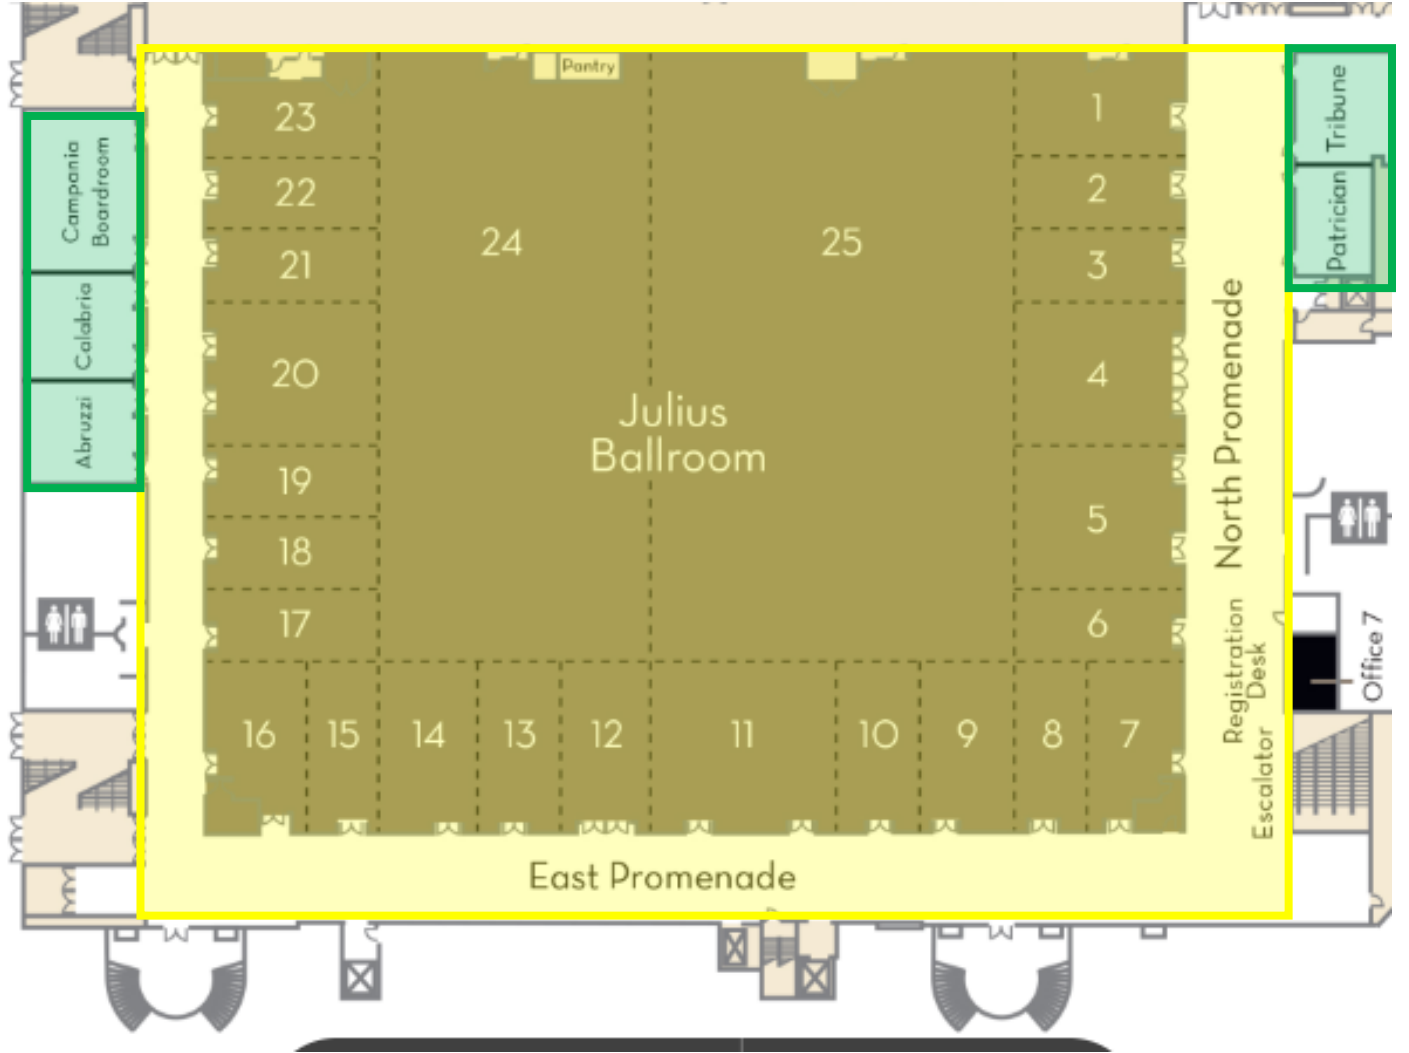 Pantry
23
1
Tribune
Campania
Boardroom
22
2
Patrician
24
25
21
3
Calabria
20
4
North Promenade
Julius
Ballroom
Abruzzi
19
5
18
17
6
Registration
Desk
Office 7
16
15
14
13
12
11
10
9
8
7
Escalator
East Promenade